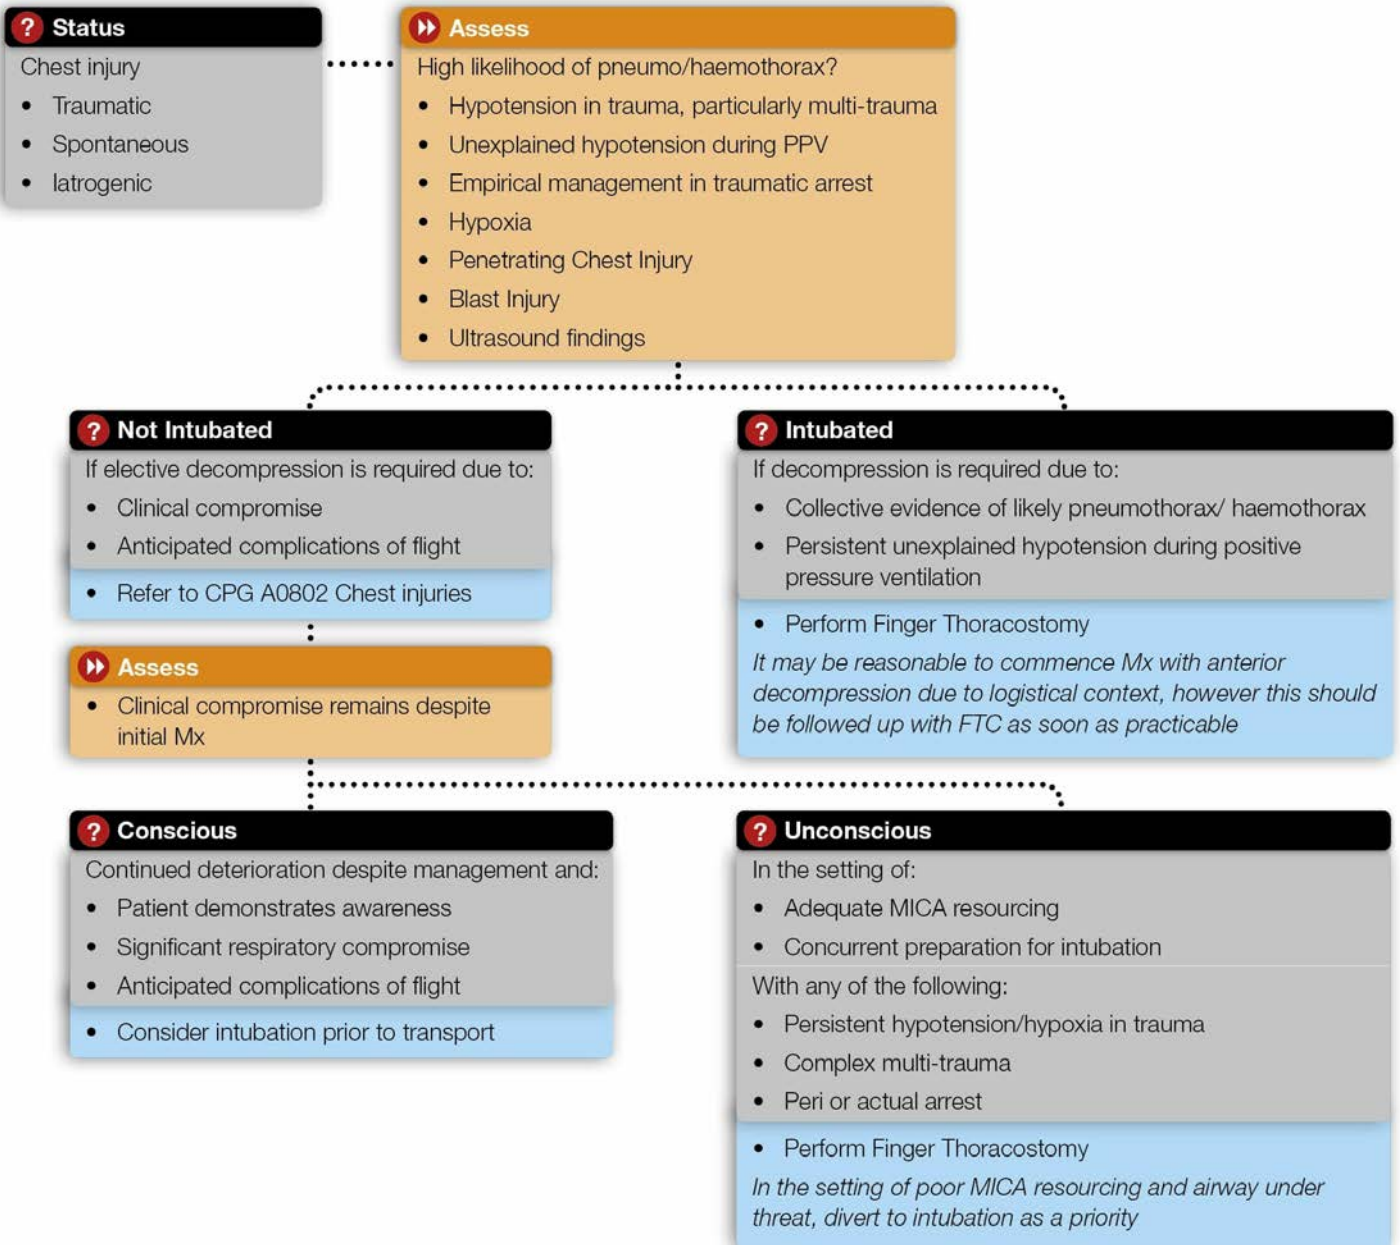 ? Status
Chest injury
• Traumatic
• Spontaneous
• Iatrogenic
Assess
High likelihood of pneumo/haemothorax?
• Hypotension in trauma, particularly multi-trauma
• Unexplained hypotension during PPV
• Empirical management in traumatic arrest
• Hypoxia
• Penetrating Chest Injury
• Blast Injury
• Ultrasound findings
? Not Intubated
If elective decompression is required due to:
• Clinical compromise
• Anticipated complications of flight
• Refer to CPG A0802 Chest injuries
Assess
• Clinical compromise remains despite
initial Mx
? Intubated
If decompression is required due to:
• Collective evidence of likely pneumothorax/ haemothorax
• Persistent unexplained hypotension during positive
pressure ventilation
• Perform Finger Thoracostomy
It may be reasonable to commence Mx with anterior
decompression due to logistical context, however this should
be followed up with FTC as soon as practicable
? Conscious
Continued deterioration despite management and:
• Patient demonstrates awareness
• Significant respiratory compromise
• Anticipated complications of flight
• Consider intubation prior to transport
? Unconscious
In the setting of:
• Adequate MICA resourcing
• Concurrent preparation for intubation
With any of the following:
• Persistent hypotension/hypoxia in trauma
• Complex multi-trauma
• Peri or actual arrest
• Perform Finger Thoracostomy
In the setting of poor MICA resourcing and airway under
threat, divert to intubation as a priority